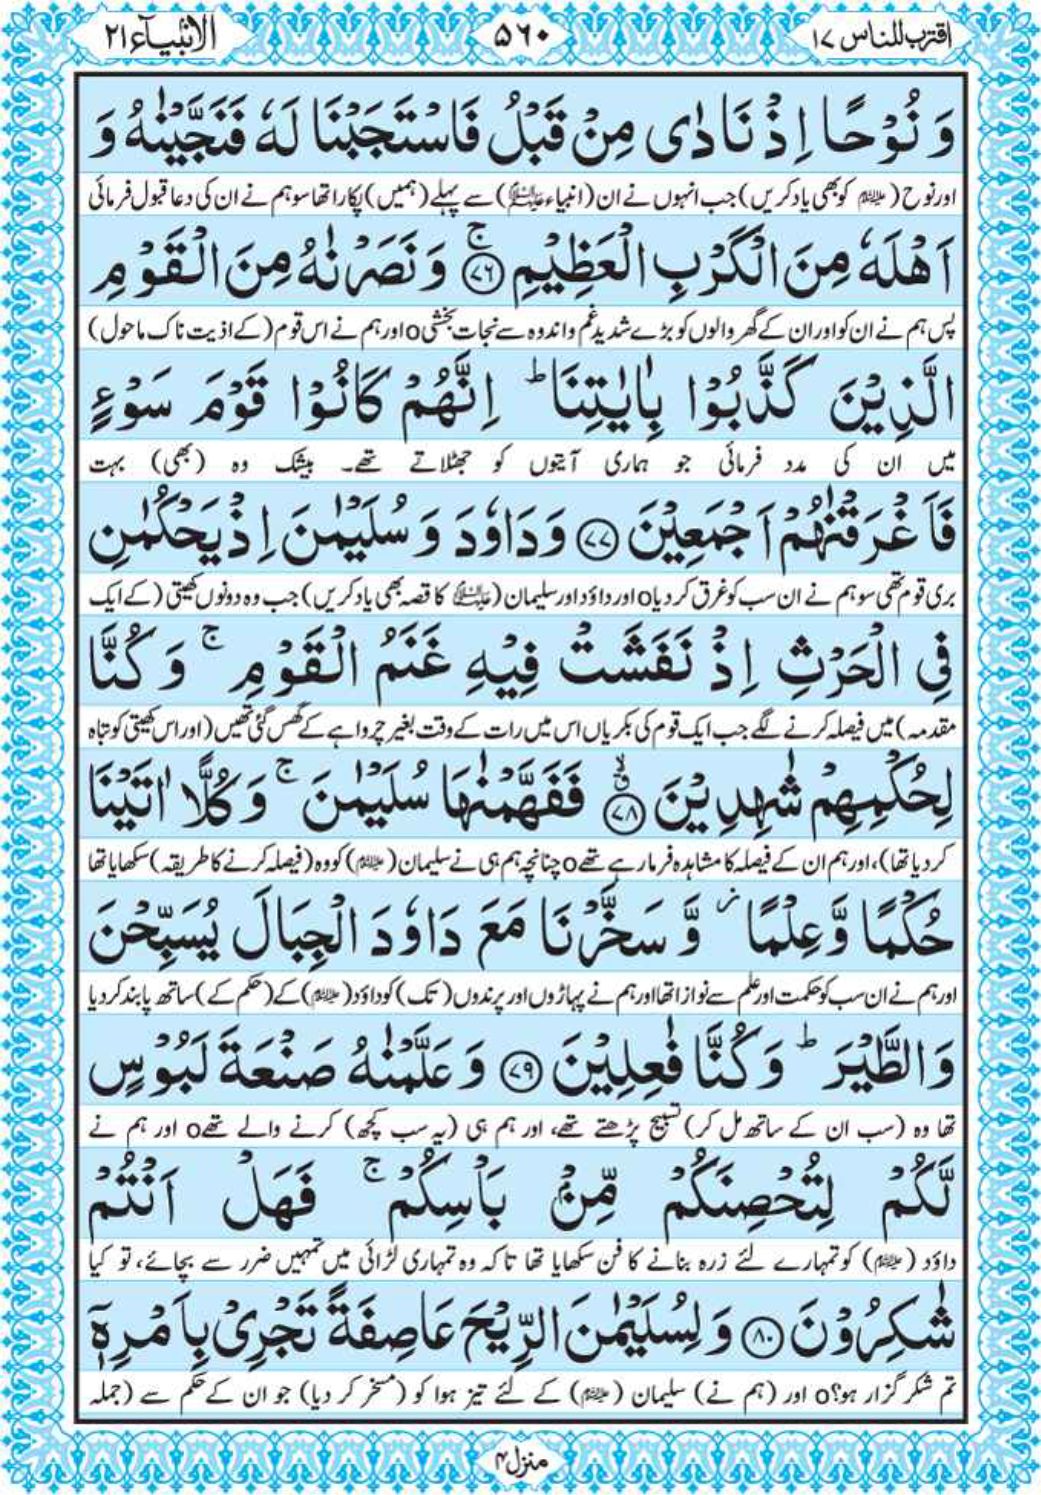 اقترب للناس ۱۷
۵۶۰
الانبیآء ۲۱
وَ نُوْحًا اِذْ نَادٰی مِنْ قَبْلُ فَاسْتَجَبْنَا لَهٗ فَنَجَّیْنٰهُ وَ
اورنوح (علیہ السلام کو بھی یاد کریں) جب انہوں نے ان (انبیاء علیہم السلام) سے پہلے (ہمیں) پکارا تھا سو ہم نے ان کی دعا قبول فرمائی
اَهْلَهٗ مِنَ الْكَرْبِ الْعَظِیْمِ ﴿۷۶﴾ۚ وَ نَصَرْنٰهُ مِنَ الْقَوْمِ
پس ہم نے ان کو اور ان کے گھر والوں کو بڑے شدید غم و اندوہ سے نجات بخشیo اور ہم نے اس قوم (کے اذیت ناک ماحول)
الَّذِیْنَ كَذَّبُوْا بِاٰیٰتِنَا ؕ اِنَّهُمْ كَانُوْا قَوْمَ سَوْءٍ
میں ان کی مدد فرمائی جو ہماری آیتوں کو جھٹلاتے تھے۔ بیشک وہ (بھی) بہت
فَاَغْرَقْنٰهُمْ اَجْمَعِیْنَ ﴿۷۷﴾ وَ دَاوٗدَ وَ سُلَیْمٰنَ اِذْ یَحْكُمٰنِ
بری قوم تھی سو ہم نے ان سب کو غرق کر دیاo اور داؤد اور سلیمان (علیہما السلام کا قصہ بھی یاد کریں) جب وہ دونوں کھیتی (کے ایک
فِی الْحَرْثِ اِذْ نَفَشَتْ فِیْهِ غَنَمُ الْقَوْمِ ۚ وَ كُنَّا
مقدمہ) میں فیصلہ کرنے لگے جب ایک قوم کی بکریاں اس میں رات کے وقت بغیر چرواہے کے گھس گئی تھیں (اور اس کھیتی کو تباہ
لِحُكْمِهِمْ شٰهِدِیْنَ ﴿۷۸﴾ۙ فَفَهَّمْنٰهَا سُلَیْمٰنَ ۚ وَ كُلًّا اٰتَیْنَا
کر دیا تھا)، اور ہم ان کے فیصلہ کا مشاہدہ فرما رہے تھےo چنانچہ ہم ہی نے سلیمان (علیہ السلام) کو وہ (فیصلہ کرنے کا طریقہ) سکھایا تھا
حُكْمًا وَّ عِلْمًا ؗ وَّ سَخَّرْنَا مَعَ دَاوٗدَ الْجِبَالَ یُسَبِّحْنَ
اور ہم نے ان سب کو حکمت اور علم سے نوازا تھا اور ہم نے پہاڑوں اور پرندوں (تک) کو داؤد (علیہ السلام) کے (حکم کے) ساتھ پابند کر دیا
وَ الطَّیْرَ ؕ وَ كُنَّا فٰعِلِیْنَ ﴿۷۹﴾ وَ عَلَّمْنٰهُ صَنْعَةَ لَبُوْسٍ
تھا وہ (سب ان کے ساتھ مل کر) تسبیح پڑھتے تھے، اور ہم ہی (یہ سب کچھ) کرنے والے تھےo اور ہم نے
لَّكُمْ لِتُحْصِنَكُمْ مِّنْۢ بَاْسِكُمْ ۚ فَهَلْ اَنْتُمْ
داؤد (علیہ السلام) کو تمہارے لئے زرہ بنانے کا فن سکھایا تھا تاکہ وہ تمہاری لڑائی میں تمہیں ضرر سے بچائے، تو کیا
شٰكِرُوْنَ ﴿۸۰﴾ وَ لِسُلَیْمٰنَ الرِّیْحَ عَاصِفَةً تَجْرِیْ بِاَمْرِهٖۤ
تم شکر گزار ہو؟o اور (ہم نے) سلیمان (علیہ السلام) کے لئے تیز ہوا کو (مسخر کر دیا) جو ان کے حکم سے (جملہ
منزل ۴